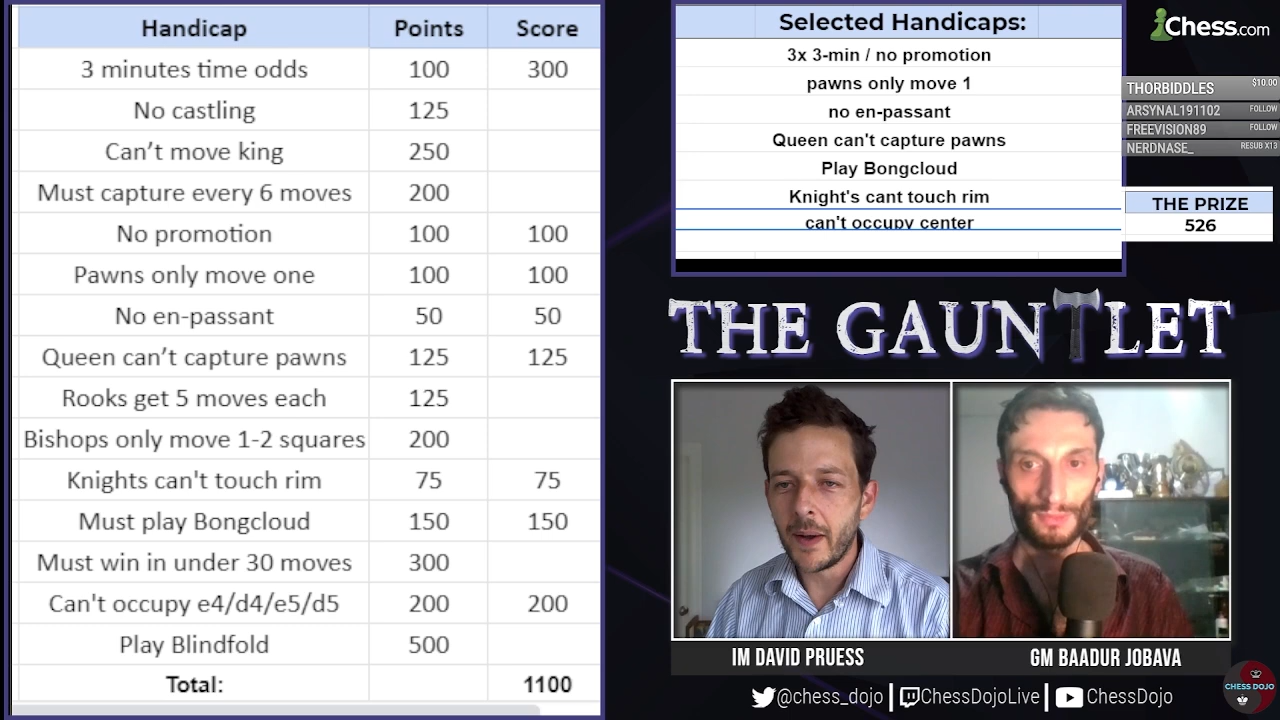 Handicap Points Score
3 minutes time odds 100 300
No castling 125
Can’t move king 250
Must capture every 6 moves 200
No promotion 100 100
Pawns only move one 100 100
No en-passant 50 50
Queen can’t capture pawns 125 125
Rooks get 5 moves each 125
Bishops only move 1-2 squares 200
Knights can't touch rim 75 75
Must play Bongcloud 150 150
Must win in under 30 moves 300
Can't occupy e4/d4/e5/d5 200 200
Play Blindfold 500
Total: 1100
Selected Handicaps:
3x 3-min / no promotion
pawns only move 1
no en-passant
Queen can't capture pawns
Play Bongcloud
Knight's cant touch rim
can't occupy center
Chess.com
THORBIDDLES $10.00
ARSYNAL191102 FOLLOW
FREEVISION89 FOLLOW
NERDNASE_ RESUB X13
THE PRIZE
526
THE GAUNTLET
IM DAVID PRUESS
GM BAADUR JOBAVA
@chess_dojo | ChessDojoLive | ChessDojo
CHESS DOJO